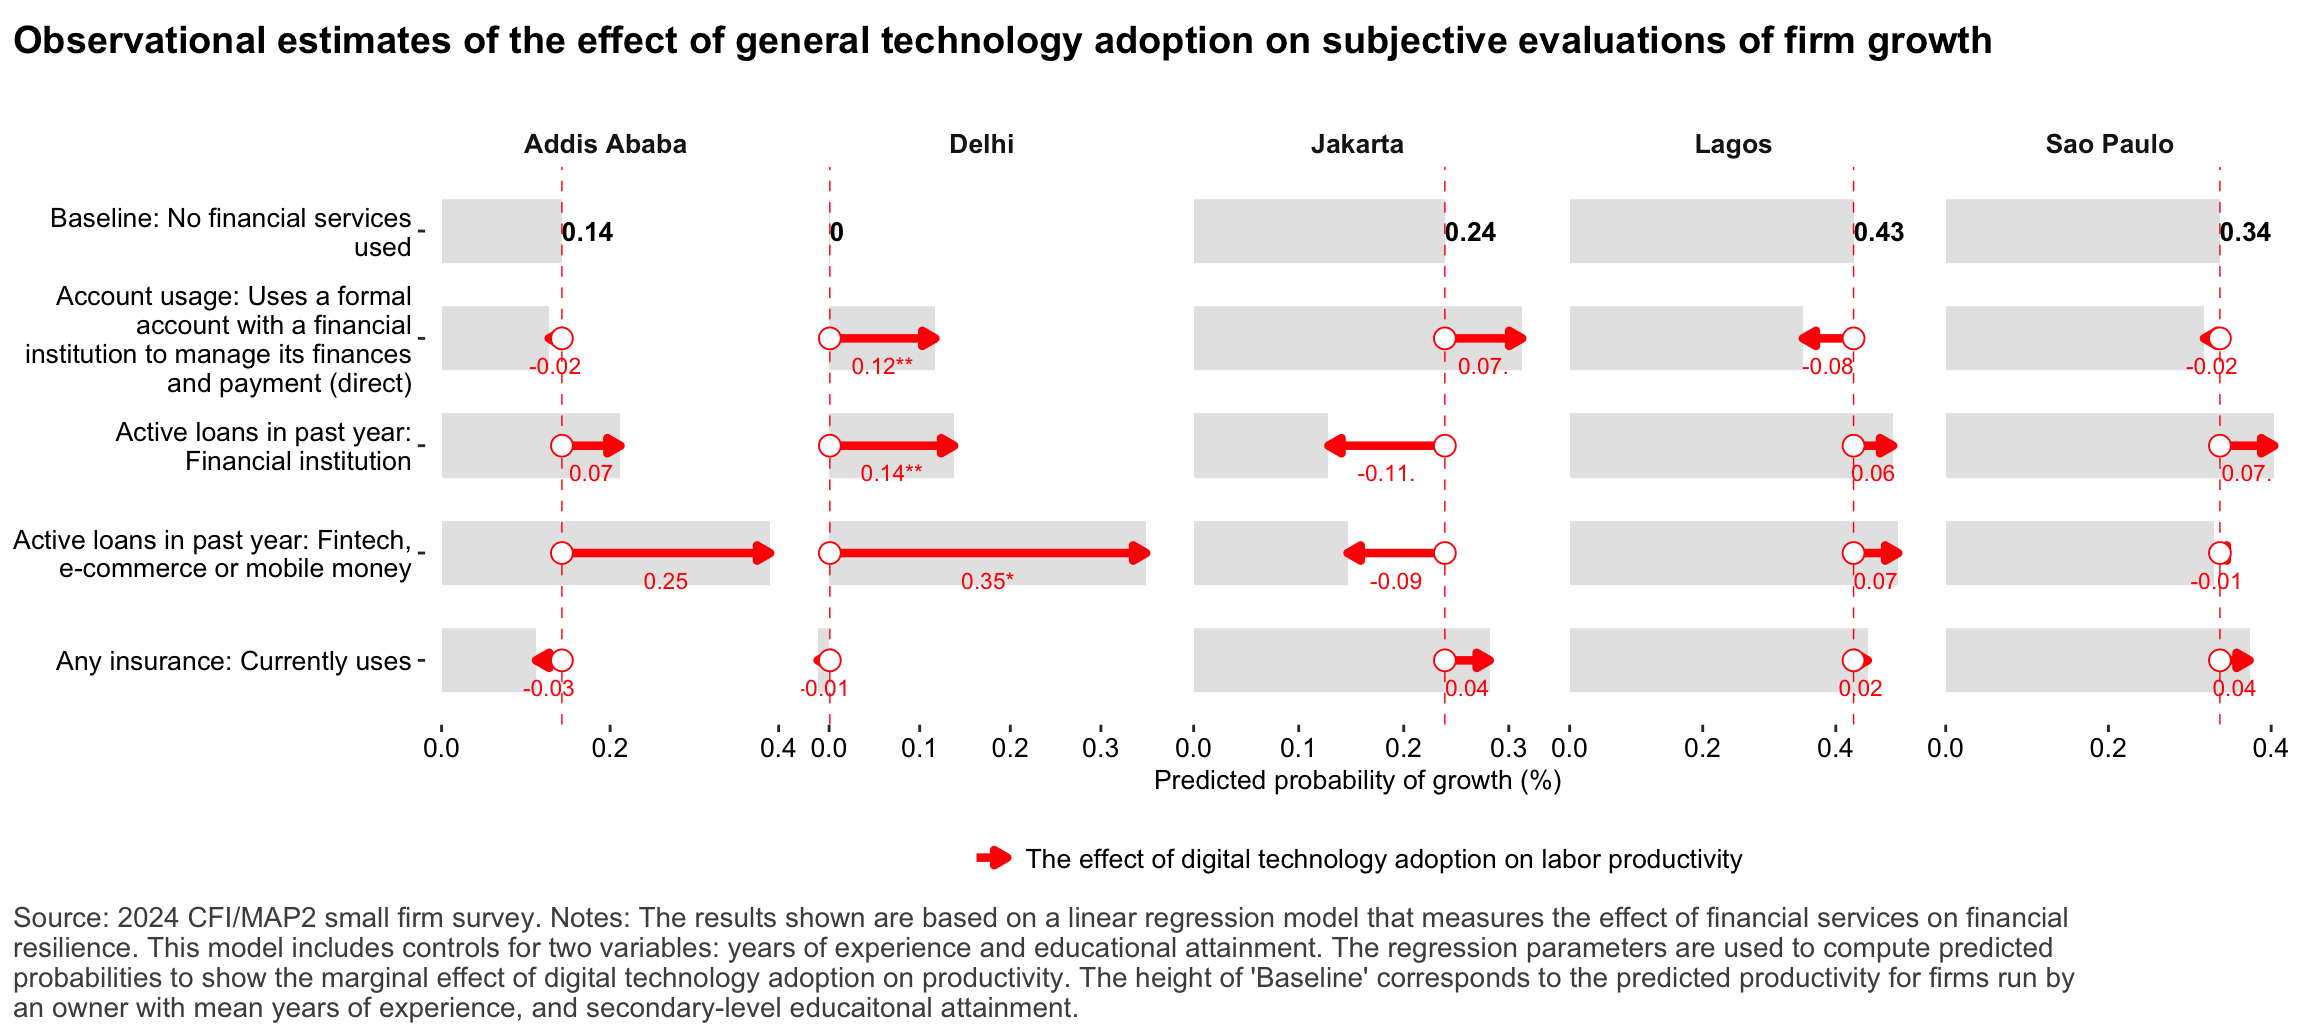 Observational estimates of the effect of general technology adoption on subjective evaluations of firm growth
Addis Ababa
Delhi
Jakarta
Lagos
Sao Paulo
Baseline: No financial services
used
0.14
0
0.24
0.43
0.34
Account usage: Uses a formal
account with a financial
institution to manage its finances
and payment (direct)
-0.02
0.12**
0.07.
-0.08
-0.02
Active loans in past year:
Financial institution
0.07
0.14**
-0.11.
0.06
0.07.
Active loans in past year: Fintech,
e-commerce or mobile money
0.25
0.35*
-0.09
0.07
-0.01
Any insurance: Currently uses
-0.03
-0.01
0.04
0.02
0.04
0.0 0.2 0.4
0.0 0.1 0.2 0.3
0.0 0.1 0.2 0.3
0.0 0.2 0.4
0.0 0.2 0.4
Predicted probability of growth (%)
The effect of digital technology adoption on labor productivity
Source: 2024 CFI/MAP2 small firm survey. Notes: The results shown are based on a linear regression model that measures the effect of financial services on financial
resilience. This model includes controls for two variables: years of experience and educational attainment. The regression parameters are used to compute predicted
probabilities to show the marginal effect of digital technology adoption on productivity. The height of 'Baseline' corresponds to the predicted productivity for firms run by
an owner with mean years of experience, and secondary-level educaitonal attainment.